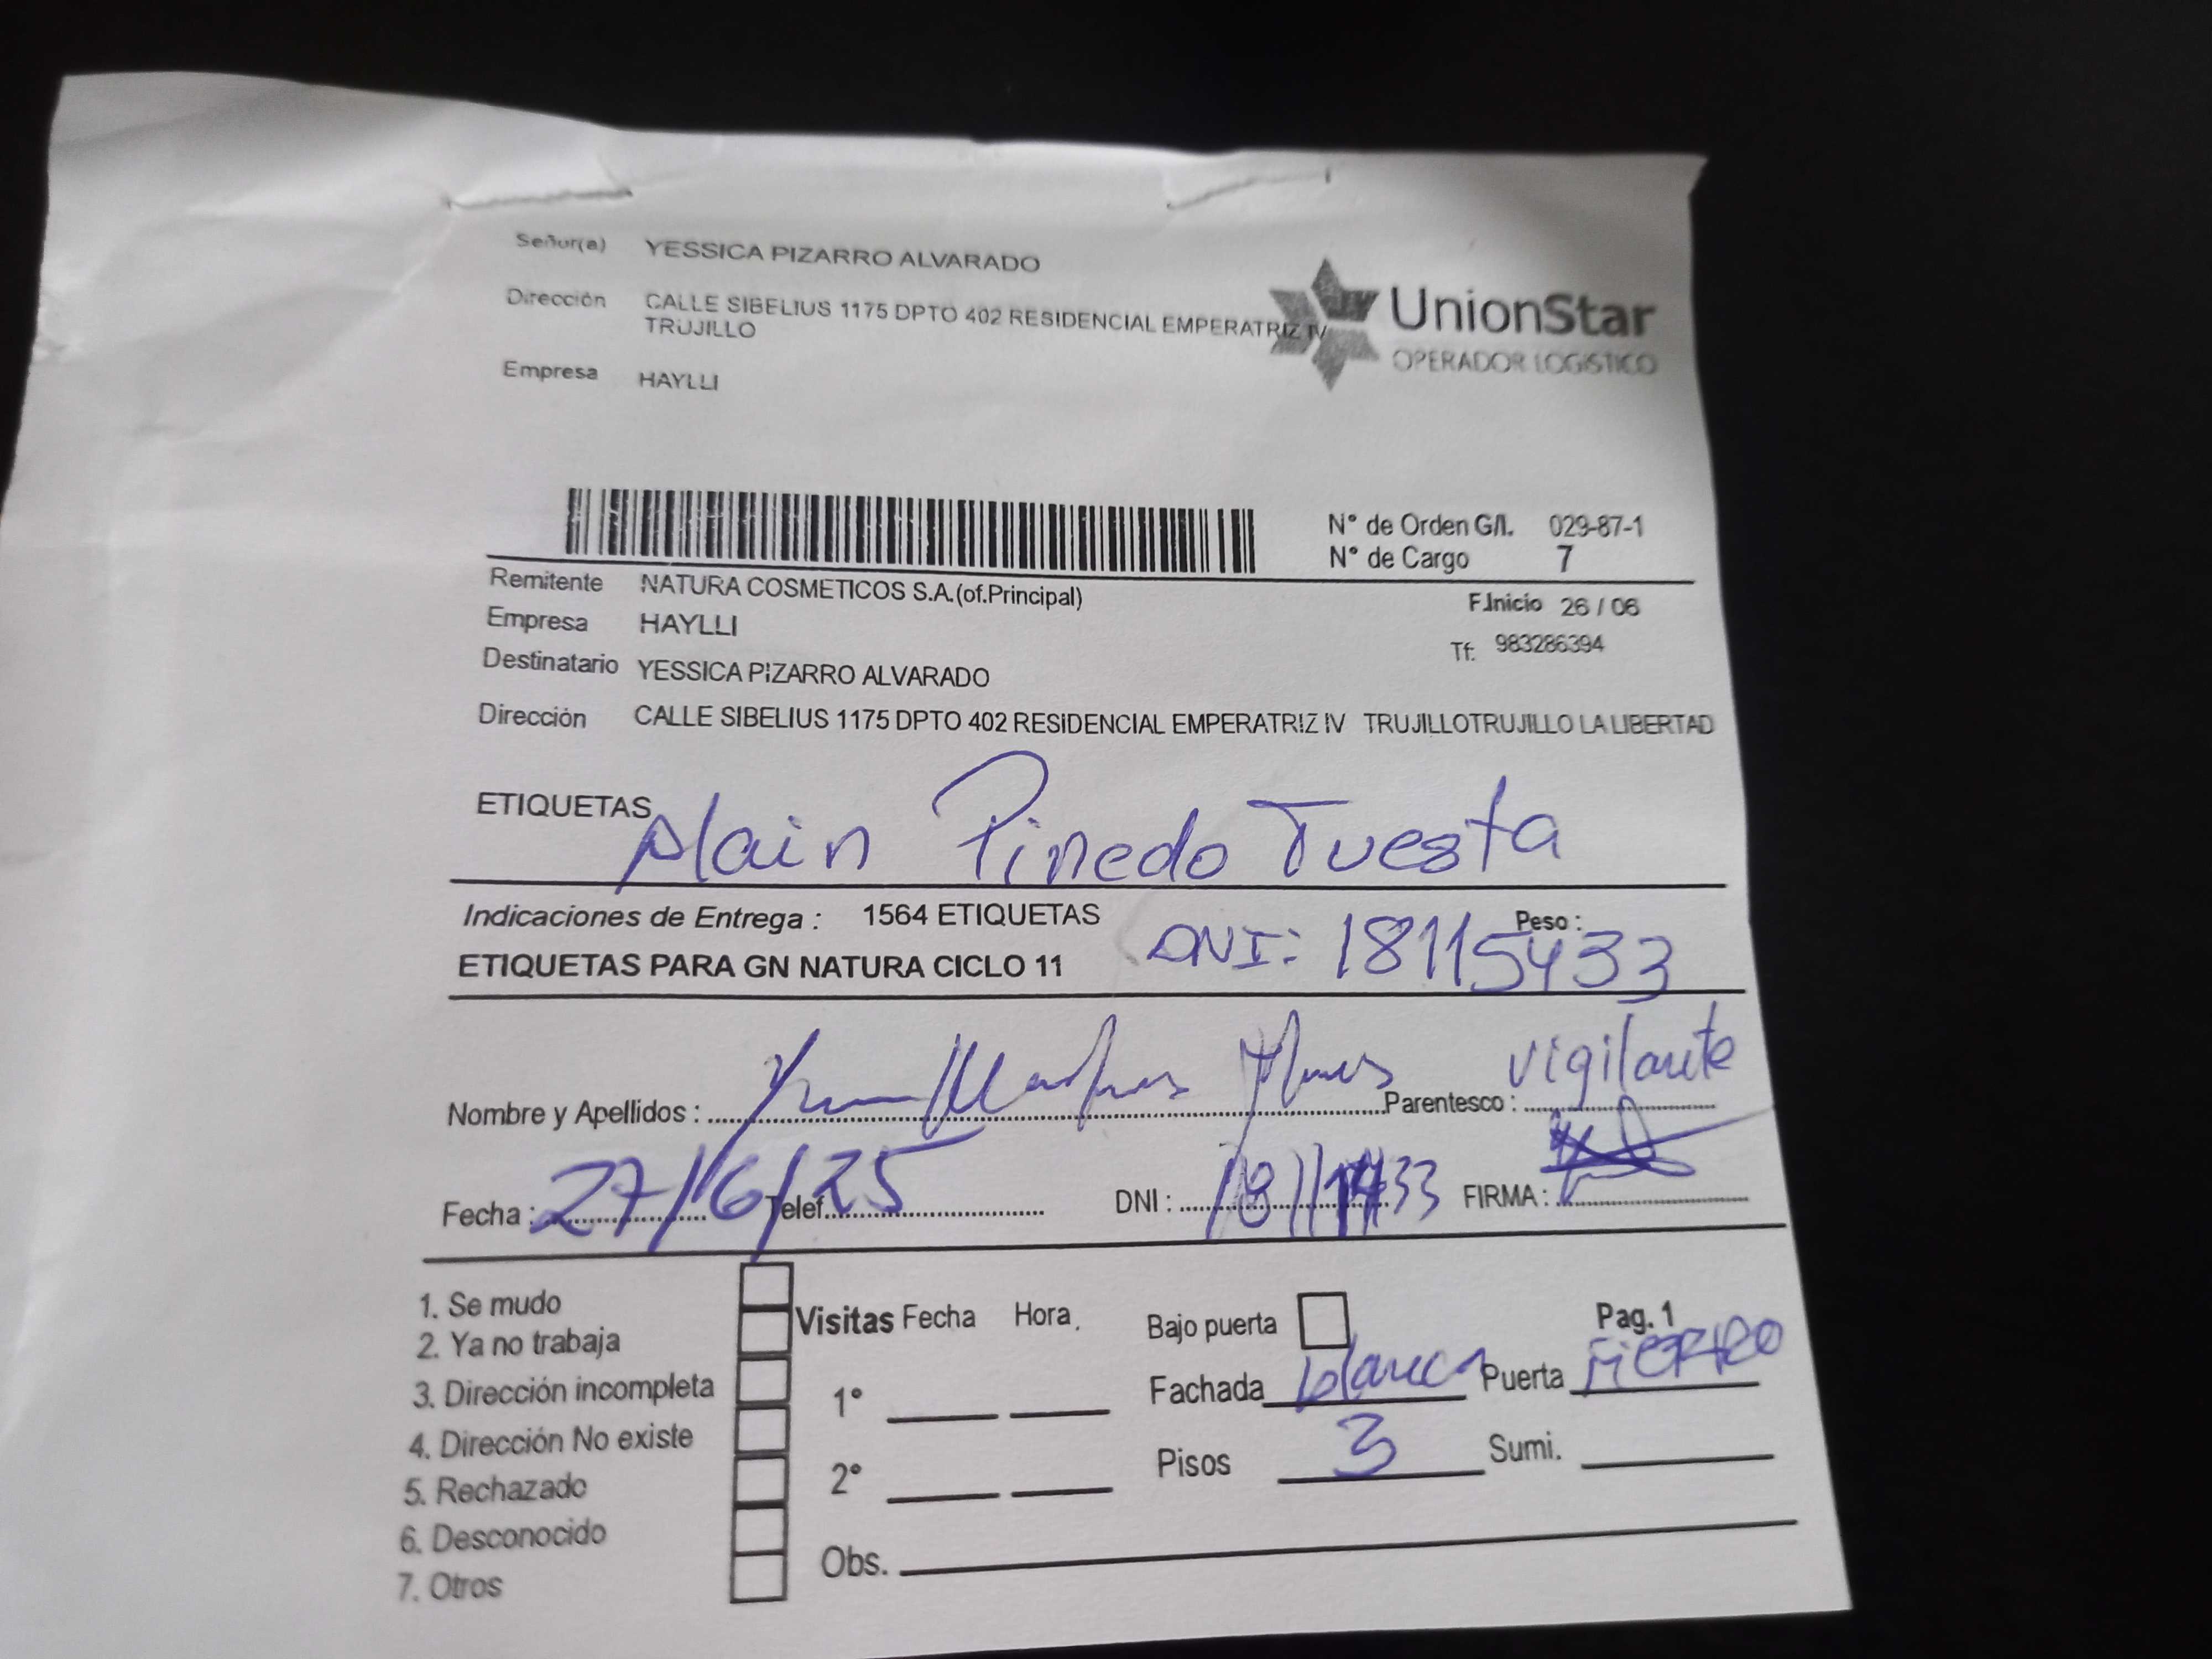 Señor(a) YESSICA PIZARRO ALVARADO
Dirección CALLE SIBELIUS 1175 DPTO 402 RESIDENCIAL EMPERATRIZ IV
TRUJILLO
Empresa HAYLLI
UnionStar
OPERADOR LOGISTICO
N° de Orden G/I. 029-87-1
N° de Cargo 7
Remitente NATURA COSMETICOS S.A.(of.Principal)
F.Inicio 26 / 06
Empresa HAYLLI
Tf: 983286394
Destinatario YESSICA PIZARRO ALVARADO
Dirección CALLE SIBELIUS 1175 DPTO 402 RESIDENCIAL EMPERATRIZ IV TRUJILLOTRUJILLO LA LIBERTAD
ETIQUETAS Alain Pinedo Tuesta
Indicaciones de Entrega : 1564 ETIQUETAS Peso :
ETIQUETAS PARA GN NATURA CICLO 11 DNI: 18115433
Nombre y Apellidos : Parentesco : vigilante
Fecha : 27/6/25 Telef. DNI : FIRMA :
1. Se mudo
2. Ya no trabaja
3. Dirección incompleta
4. Dirección No existe
5. Rechazado
6. Desconocido
7. Otros
Visitas Fecha Hora.
1°
2°
Obs.
Bajo puerta Pag. 1
Fachada blanca Puerta FiERRO
Pisos 3 Sumi.